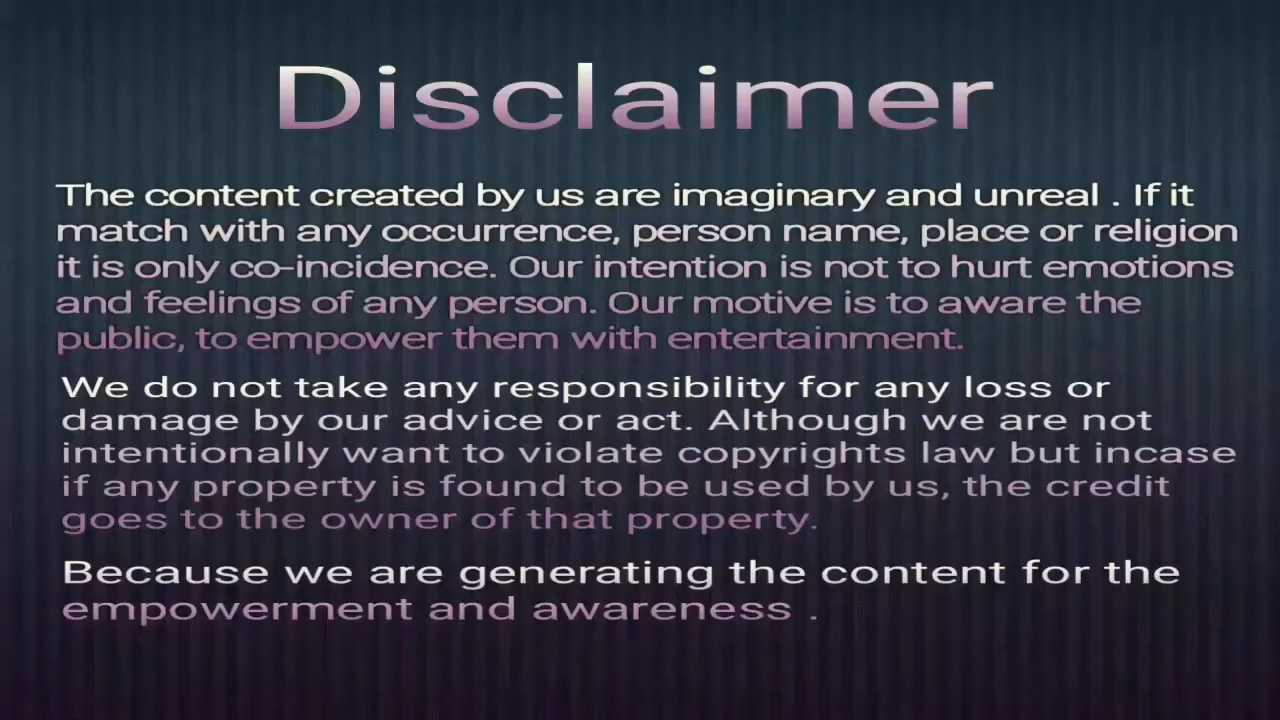 Disclaimer
The content created by us are imaginary and unreal . If it
match with any occurrence, person name, place or religion
it is only co-incidence. Our intention is not to hurt emotions
and feelings of any person. Our motive is to aware the
public, to empower them with entertainment.
We do not take any responsibility for any loss or
damage by our advice or act. Although we are not
intentionally want to violate copyrights law but incase
if any property is found to be used by us, the credit
goes to the owner of that property.
Because we are generating the content for the
empowerment and awareness .